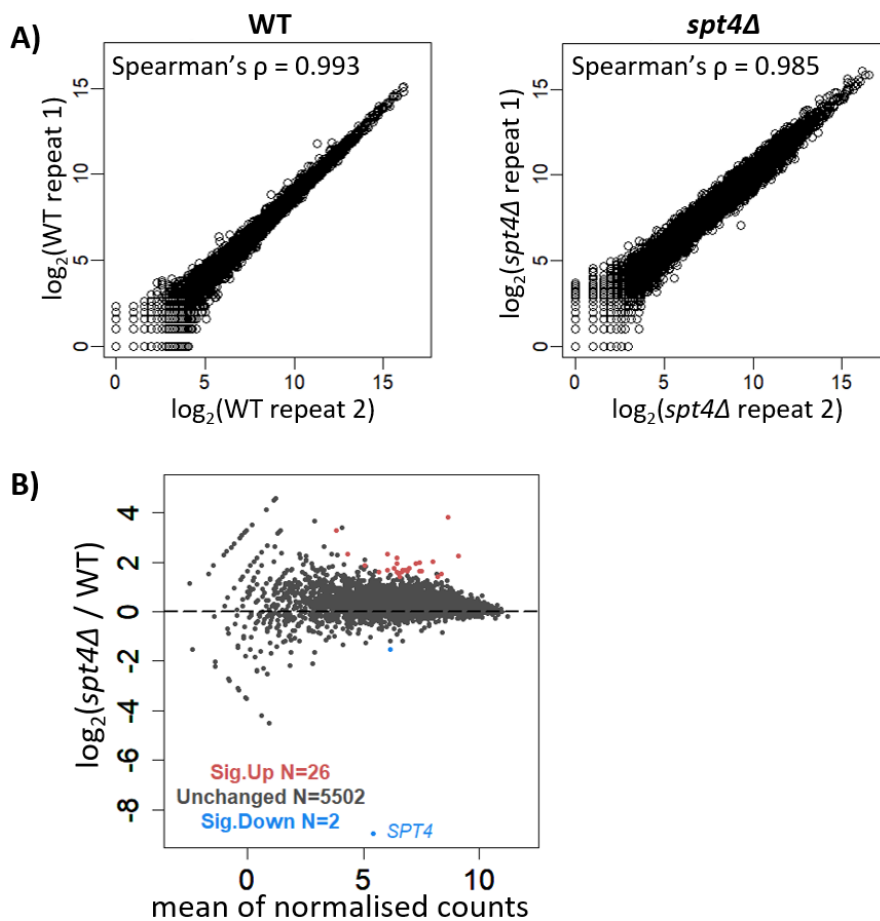 A)
WT
Spearman's ρ = 0.993
log2(WT repeat 1)
15
10
5
0
0
5
10
15
log2(WT repeat 2)
spt4Δ
Spearman's ρ = 0.985
log2(spt4Δ repeat 1)
15
10
5
0
0
5
10
15
log2(spt4Δ repeat 2)
B)
log2(spt4Δ / WT)
4
2
0
-2
-4
-6
-8
Sig.Up N=26
Unchanged N=5502
Sig.Down N=2
SPT4
0
5
10
mean of normalised counts